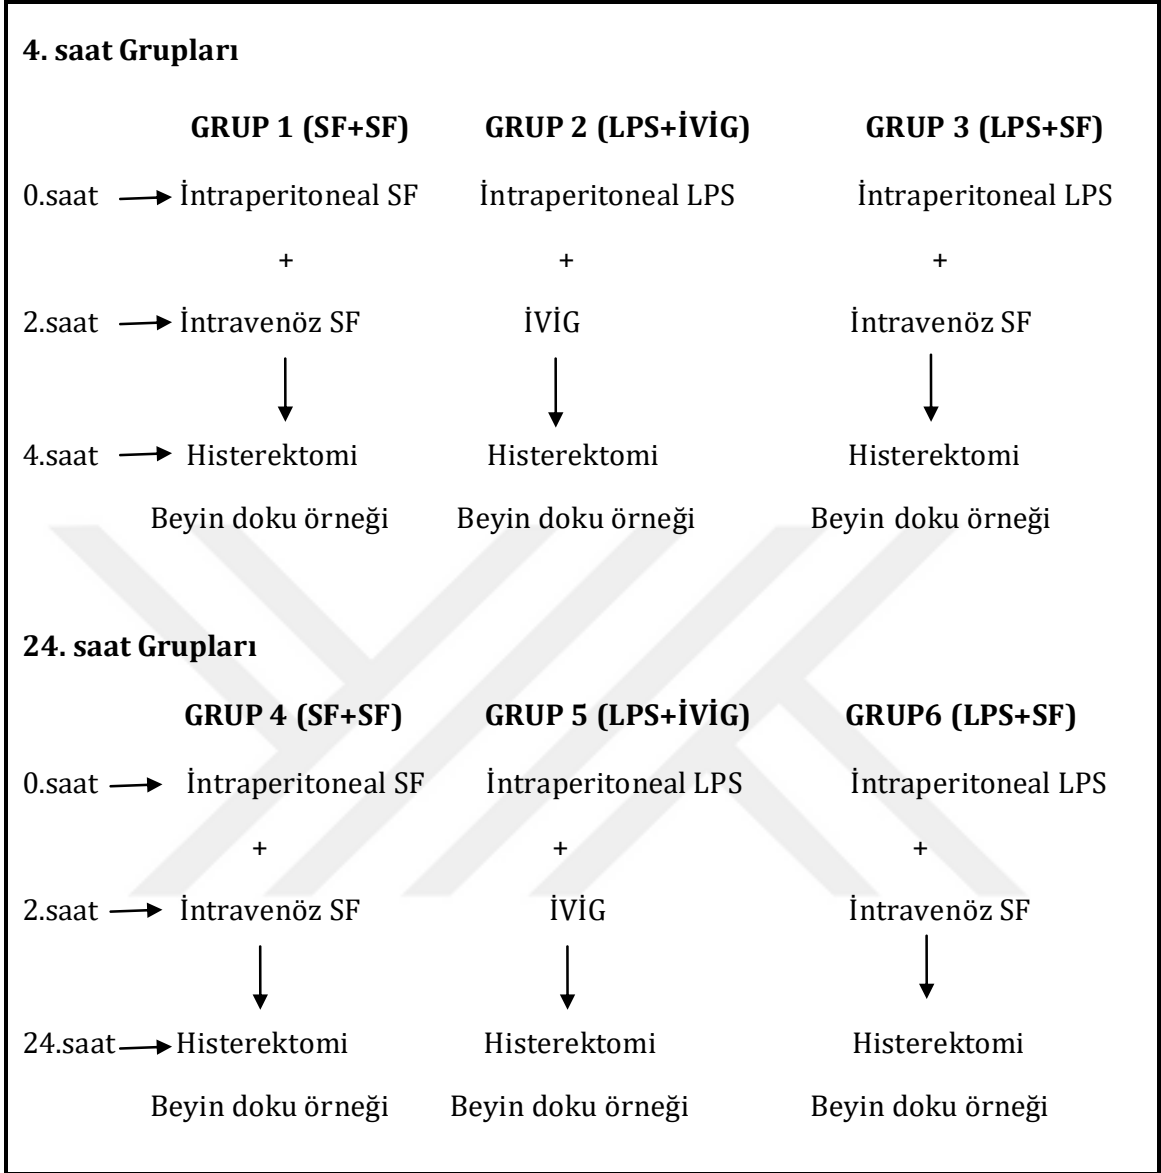 4. saat Grupları
GRUP 1 (SF+SF) GRUP 2 (LPS+İVİG) GRUP 3 (LPS+SF)
0.saat İntraperitoneal SF İntraperitoneal LPS İntraperitoneal LPS
+ + +
2.saat İntravenöz SF İVİG İntravenöz SF
4.saat Histerektomi Histerektomi Histerektomi
Beyin doku örneği Beyin doku örneği Beyin doku örneği
24. saat Grupları
GRUP 4 (SF+SF) GRUP 5 (LPS+İVİG) GRUP6 (LPS+SF)
0.saat İntraperitoneal SF İntraperitoneal LPS İntraperitoneal LPS
+ + +
2.saat İntravenöz SF İVİG İntravenöz SF
24.saat Histerektomi Histerektomi Histerektomi
Beyin doku örneği Beyin doku örneği Beyin doku örneği